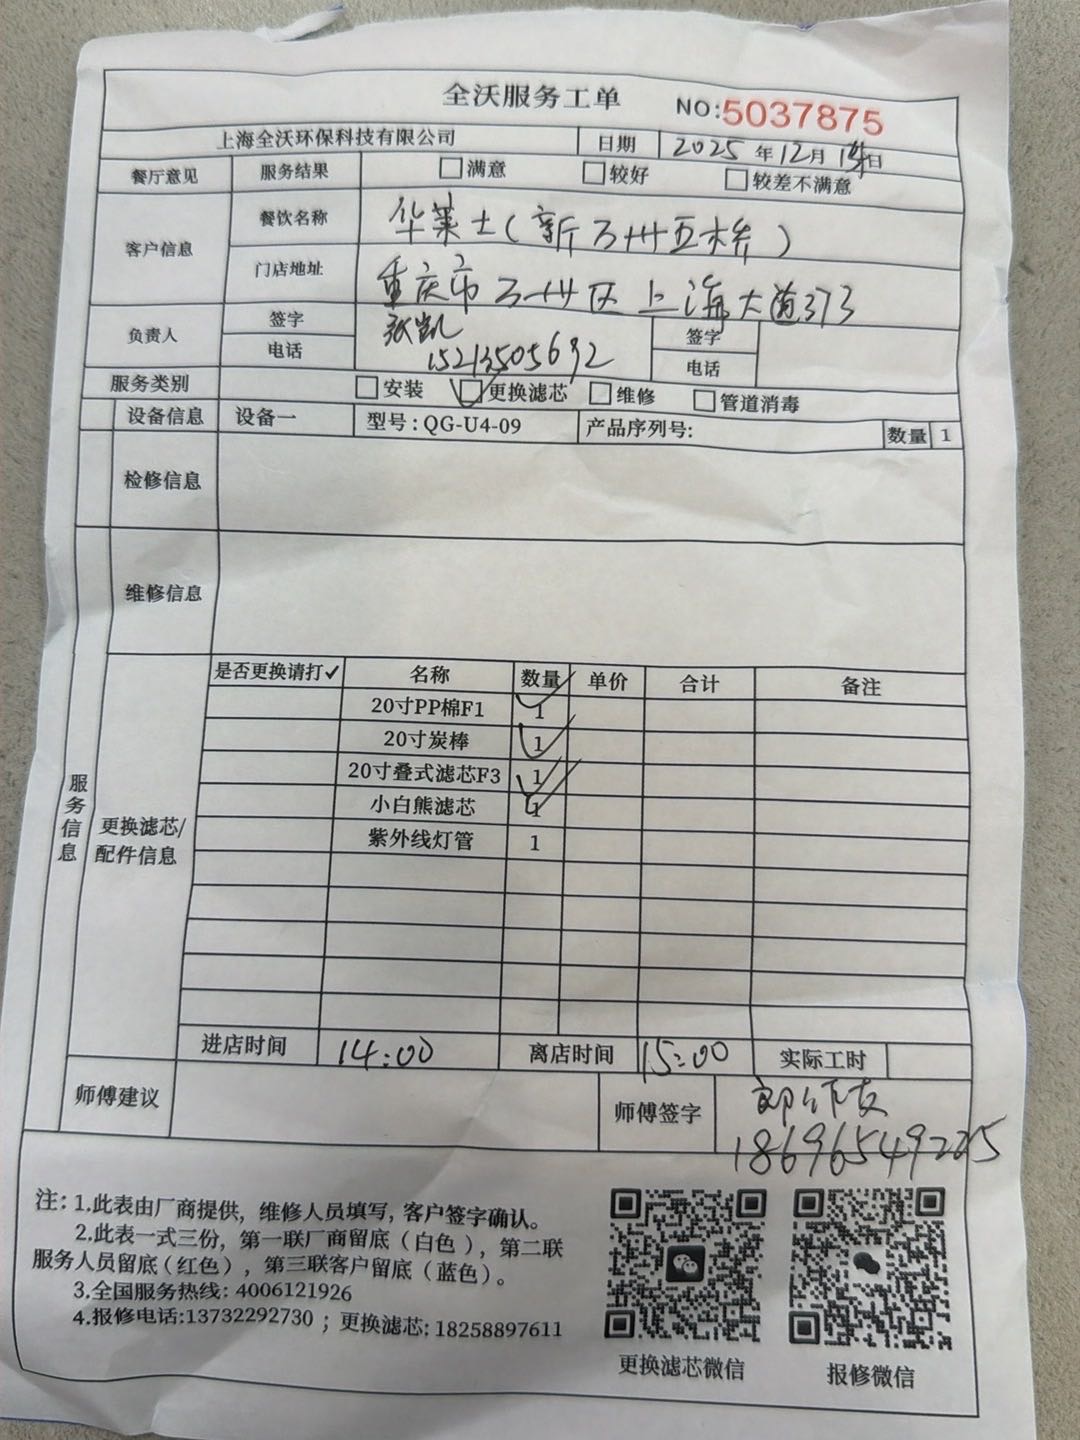 全沃服务工单 NO:5037875
上海全沃环保科技有限公司 日期 2025年12月 日
餐厅意见 服务结果 □满意 □较好 □较差不满意
客户信息 餐饮名称 华莱士(新万州五桥)
门店地址 重庆市万州区上海大道373
负责人 签字 张凯 签字
电话 15213505692 电话
服务类别 □安装 ☑更换滤芯 □维修 □管道消毒
设备信息 设备一 型号:QG-U4-09 产品序列号: 数量 1
检修信息
维修信息
服务信息
更换滤芯/配件信息
是否更换请打✓ 名称 数量 单价 合计 备注
20寸PP棉F1 1 ✓
20寸炭棒 1 ✓
20寸叠式滤芯F3 1 ✓
小白熊滤芯 1 ✓
紫外线灯管 1
进店时间 14:00 离店时间 15:00 实际工时
师傅建议 师傅签字
18696549225
注: 1.此表由厂商提供, 维修人员填写, 客户签字确认。
2.此表一式三份, 第一联厂商留底(白色), 第二联
服务人员留底(红色), 第三联客户留底(蓝色)。
3.全国服务热线: 4006121926
4.报修电话:13732292730 ; 更换滤芯: 18258897611
更换滤芯微信 报修微信